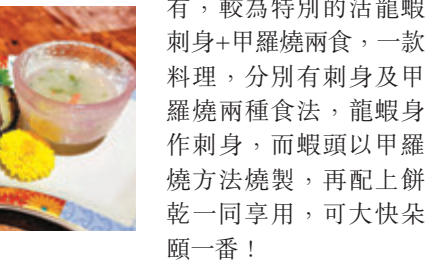 有，較為特別的活龍蝦
刺身+甲羅燒兩食，一款
料理，分別有刺身及甲
羅燒兩種食法，龍蝦身
作刺身，而蝦頭以甲羅
燒方法燒製，再配上餅
乾一同享用，可大快朵
頤一番！